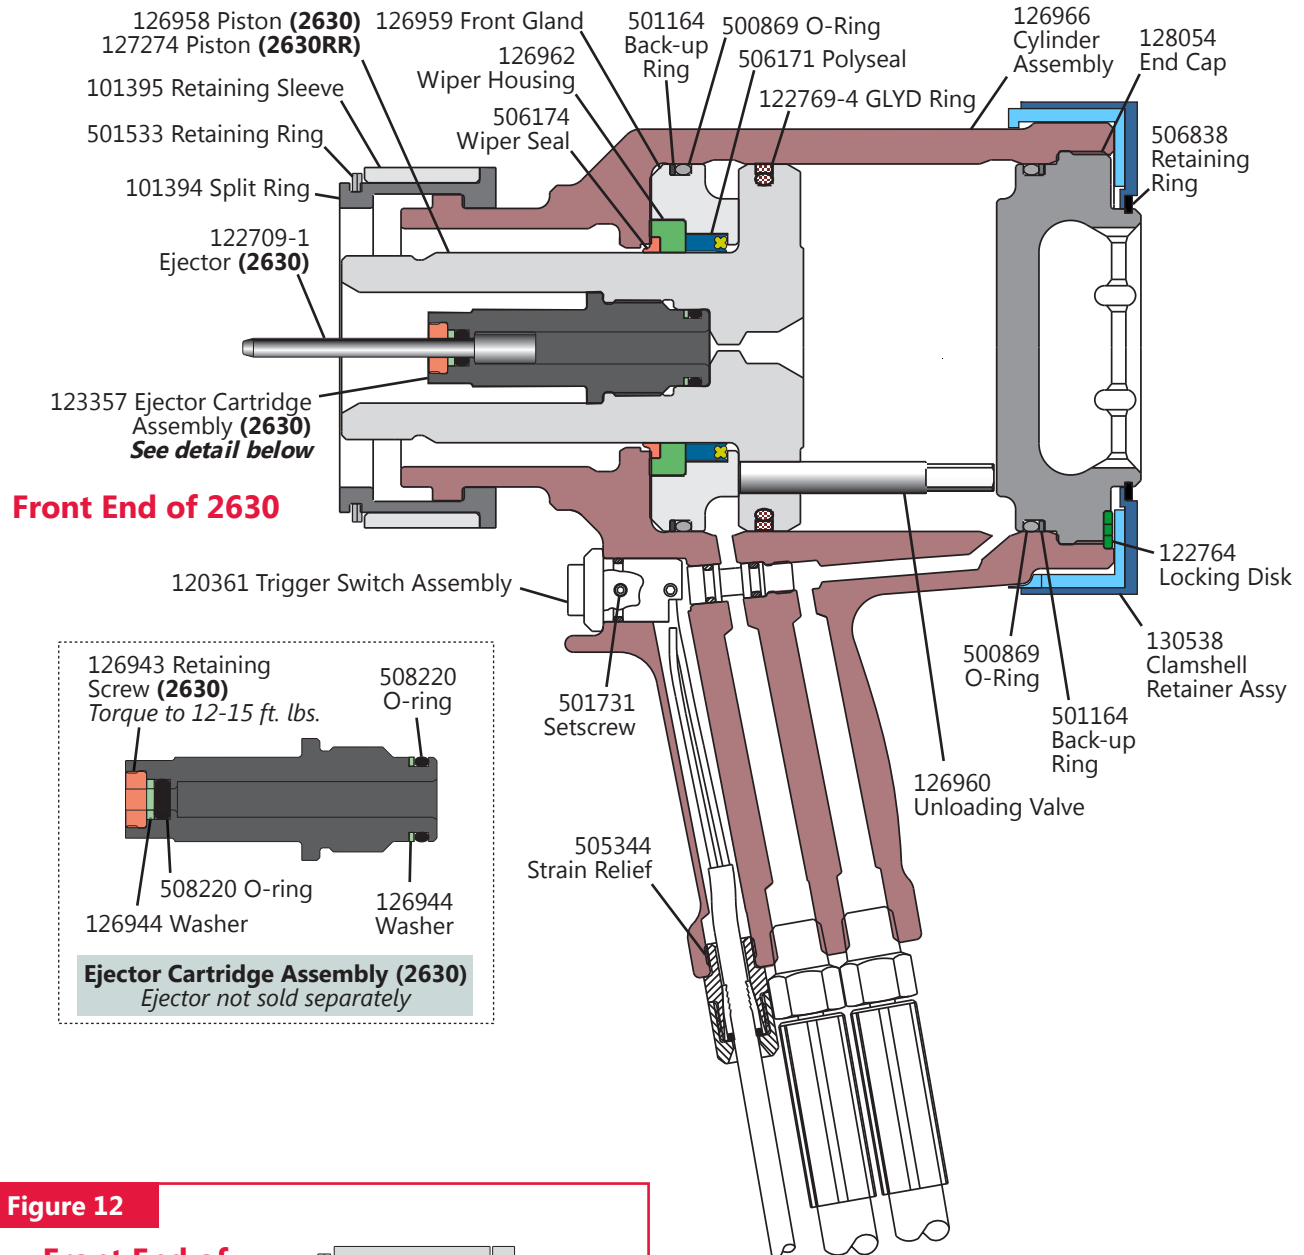 126958 Piston (2630)
127274 Piston (2630RR)
101395 Retaining Sleeve
501533 Retaining Ring
101394 Split Ring
122709-1
Ejector (2630)
126959 Front Gland
126962
Wiper Housing
506174
Wiper Seal
501164
Back-up
Ring
500869 O-Ring
506171 Polyseal
122769-4 GLYD Ring
126966
Cylinder
Assembly
128054
End Cap
506838
Retaining
Ring
123357 Ejector Cartridge
Assembly (2630)
See detail below
Front End of 2630
120361 Trigger Switch Assembly
122764
Locking Disk
130538
Clamshell
Retainer Assy
500869
O-Ring
501164
Back-up
Ring
501731
Setscrew
126960
Unloading Valve
505344
Strain Relief
126943 Retaining
Screw (2630)
Torque to 12-15 ft. lbs.
508220
O-ring
508220 O-ring
126944 Washer
126944
Washer
Ejector Cartridge Assembly (2630)
Ejector not sold separately
Figure 12
Front End of